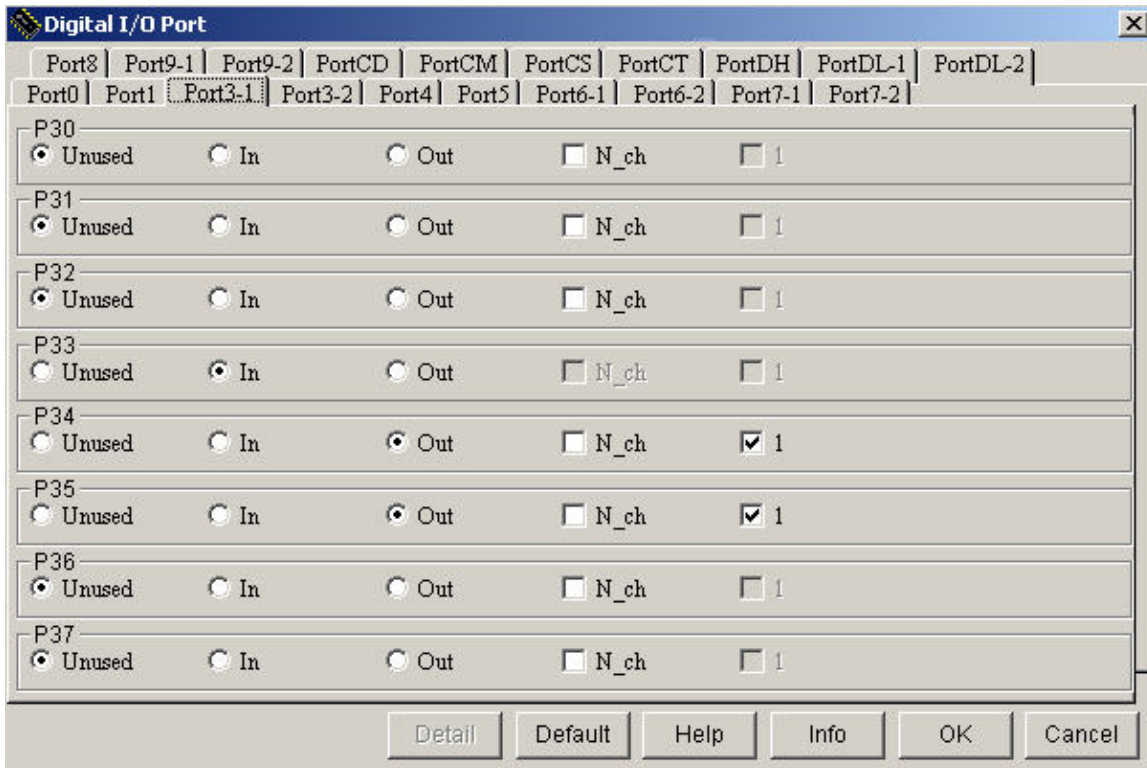 Digital I/O Port
Port8 Port9-1 Port9-2 PortCD PortCM PortCS PortCT PortDH PortDL-1 PortDL-2
Port0 Port1 Port3-1 Port3-2 Port4 Port5 Port6-1 Port6-2 Port7-1 Port7-2
P30
Unused In Out N_ch 1
P31
Unused In Out N_ch 1
P32
Unused In Out N_ch 1
P33
Unused In Out N_ch 1
P34
Unused In Out N_ch 1
P35
Unused In Out N_ch 1
P36
Unused In Out N_ch 1
P37
Unused In Out N_ch 1
Detail Default Help Info OK Cancel